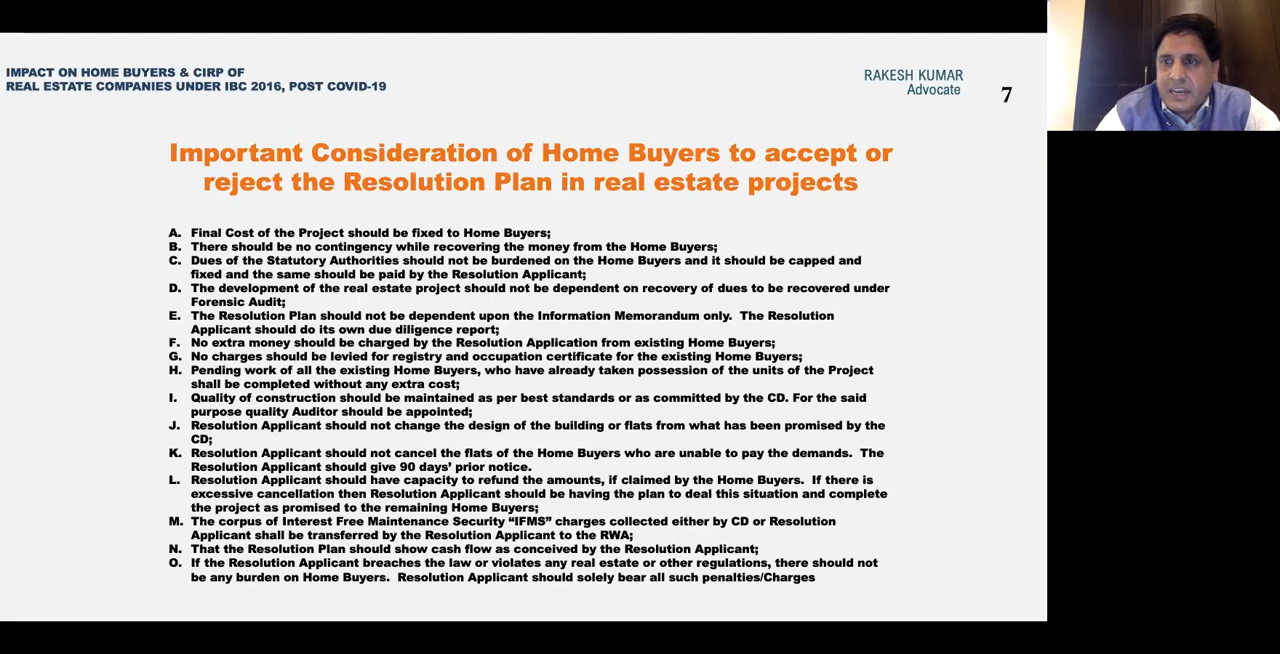 IMPACT ON HOME BUYERS & CIRP OF
REAL ESTATE COMPANIES UNDER IBC 2016, POST COVID-19
RAKESH KUMAR
Advocate
7
Important Consideration of Home Buyers to accept or
reject the Resolution Plan in real estate projects
A. Final Cost of the Project should be fixed to Home Buyers;
B. There should be no contingency while recovering the money from the Home Buyers;
C. Dues of the Statutory Authorities should not be burdened on the Home Buyers and it should be capped and
fixed and the same should be paid by the Resolution Applicant;
D. The development of the real estate project should not be dependent on recovery of dues to be recovered under
Forensic Audit;
E. The Resolution Plan should not be dependent upon the Information Memorandum only. The Resolution
Applicant should do its own due diligence report;
F. No extra money should be charged by the Resolution Application from existing Home Buyers;
G. No charges should be levied for registry and occupation certificate for the existing Home Buyers;
H. Pending work of all the existing Home Buyers, who have already taken possession of the units of the Project
shall be completed without any extra cost;
I. Quality of construction should be maintained as per best standards or as committed by the CD. For the said
purpose quality Auditor should be appointed;
J. Resolution Applicant should not change the design of the building or flats from what has been promised by the
CD;
K. Resolution Applicant should not cancel the flats of the Home Buyers who are unable to pay the demands. The
Resolution Applicant should give 90 days' prior notice.
L. Resolution Applicant should have capacity to refund the amounts, if claimed by the Home Buyers. If there is
excessive cancellation then Resolution Applicant should be having the plan to deal this situation and complete
the project as promised to the remaining Home Buyers;
M. The corpus of Interest Free Maintenance Security “IFMS” charges collected either by CD or Resolution
Applicant shall be transferred by the Resolution Applicant to the RWA;
N. That the Resolution Plan should show cash flow as conceived by the Resolution Applicant;
O. If the Resolution Applicant breaches the law or violates any real estate or other regulations, there should not
be any burden on Home Buyers. Resolution Applicant should solely bear all such penalties/Charges